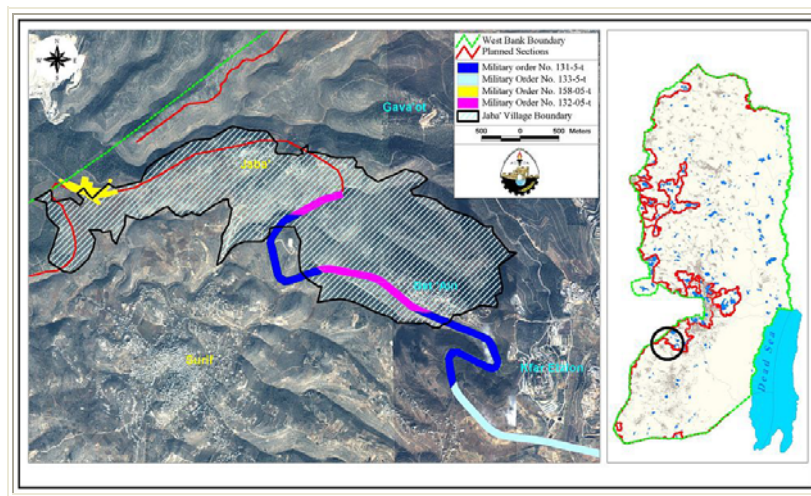 West Bank Boundary
Planned Sections
Military order No. 131-5-t
Military Order No. 133-5-t
Military Order No. 158-05-t
Military Order No. 132-05-t
Jaba' Village Boundary
500 0 500 Meters
Gava'ot
Jaba'
Bat 'Ain
Surif
Kfar Etzion
Dead Sea